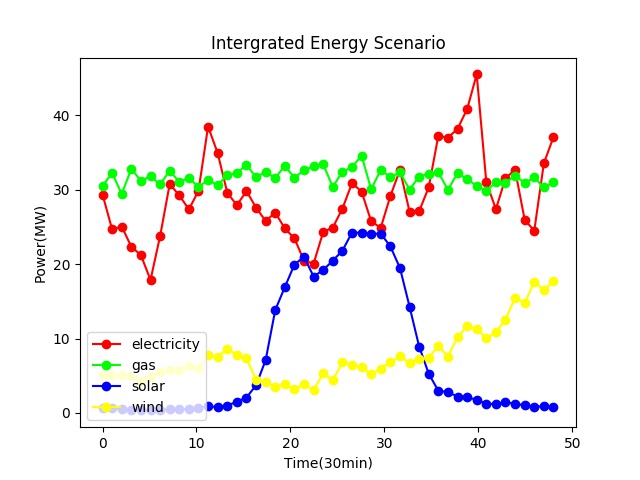 Intergrated Energy Scenario
Power(MW)
40
30
20
10
0
electricity
gas
solar
wind
0 10 20 30 40 50
Time(30min)